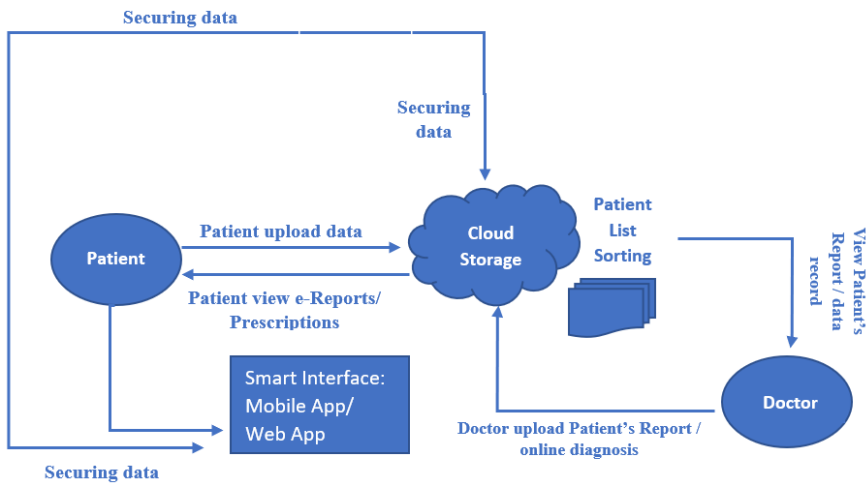 Securing data
Securing
data
Patient
List
Sorting
Patient upload data
Cloud
Storage
Patient
View Patient's
Report / data
record
Patient view e-Reports/
Prescriptions
Smart Interface:
Mobile App/
Web App
Doctor
Doctor upload Patient's Report /
online diagnosis
Securing data